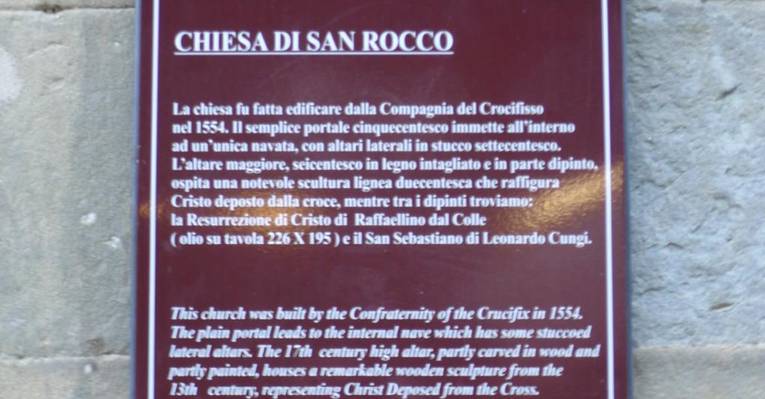 CHIESA DI SAN ROCCO
La chiesa fu fatta edificare dalla Compagnia del Crocifisso
nel 1554. Il semplice portale cinquecentesco immette all'interno
ad un'unica navata, con altari laterali in stucco settecentesco.
L'altare maggiore, seicentesco in legno intagliato e in parte dipinto,
ospita una notevole scultura lignea duecentesca che raffigura
Cristo deposto dalla croce, mentre tra i dipinti troviamo:
la Resurrezione di Cristo di Raffaellino dal Colle
( olio su tavola 226 X 195 ) e il San Sebastiano di Leonardo Cungi.
This church was built by the Confraternity of the Crucifix in 1554.
The plain portal leads to the internal nave which has some stuccoed
lateral altars. The 17th century high altar, partly carved in wood and
partly painted, houses a remarkable wooden sculpture from the
13th century, representing Christ Deposed from the Cross.